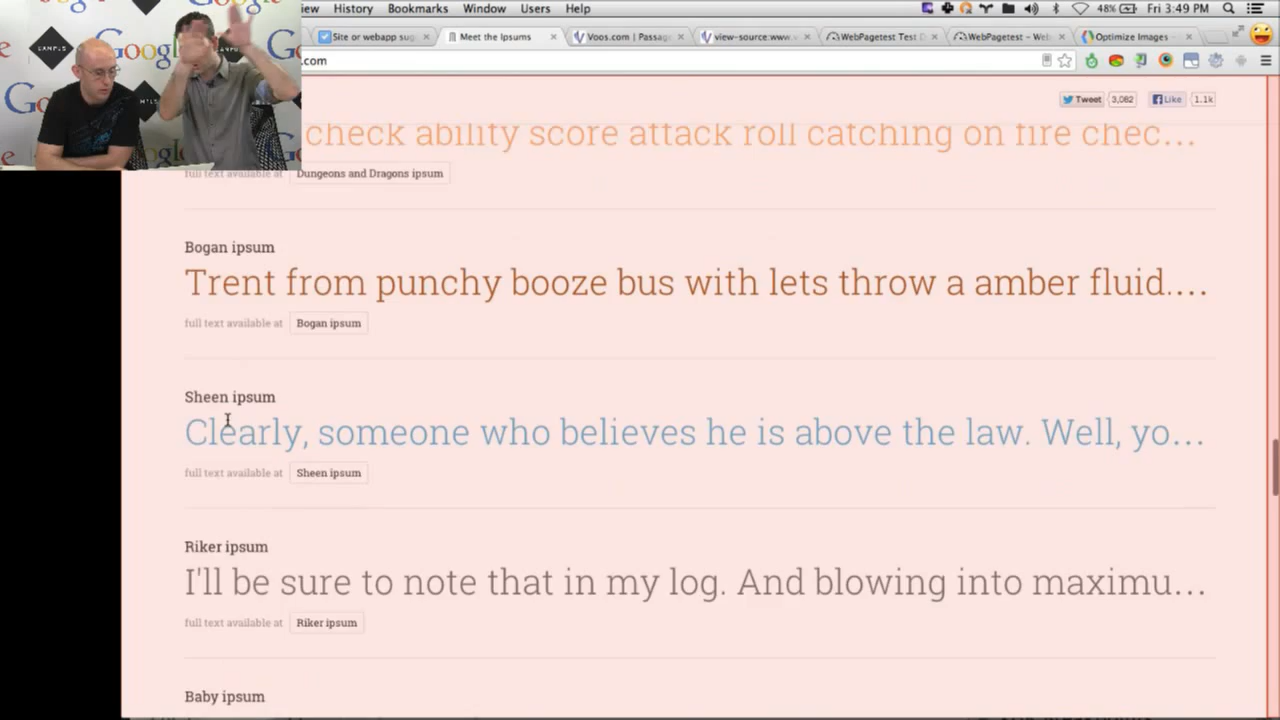 iew History Bookmarks Window Users Help 48% Fri 3:49 PM
Site or webapp sug Meet the Ipsums Voos.com | Passag view-source:www.v WebPagetest Test D WebPagetest - Web Optimize Images
.com
Google
Tweet 3,082 Like 1.1k
check ability score attack roll catching on fire chec...
full text available at Dungeons and Dragons ipsum
Bogan ipsum
Trent from punchy booze bus with lets throw a amber fluid....
full text available at Bogan ipsum
Sheen ipsum
Clearly, someone who believes he is above the law. Well, yo...
full text available at Sheen ipsum
Riker ipsum
I'll be sure to note that in my log. And blowing into maximu...
full text available at Riker ipsum
Baby ipsum